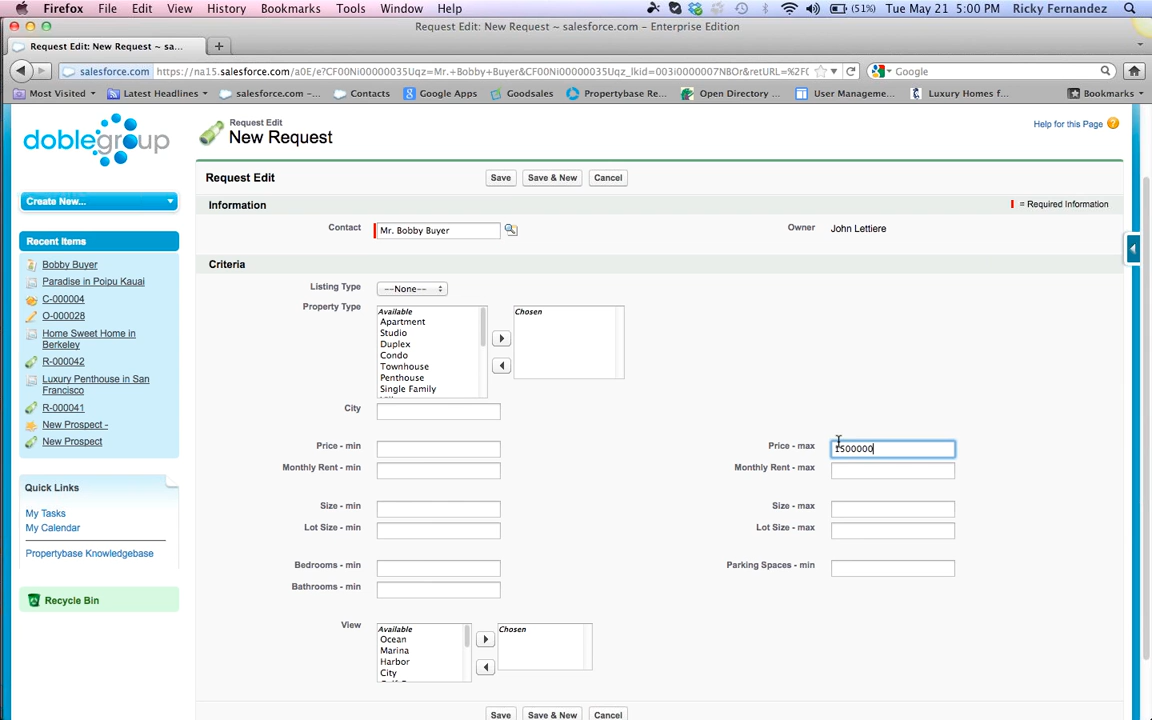 Firefox File Edit View History Bookmarks Tools Window Help (51%) Tue May 21 5:00 PM Ricky Fernandez
Request Edit: New Request ~ salesforce.com - Enterprise Edition
Request Edit: New Request ~ sa...
salesforce.com https://na15.salesforce.com/a0E/e?CF00Ni00000035Uqz=Mr.+Bobby+Buyer&CF00Ni00000035Uqz_lkid=003i0000007NBOr&retURL=%2F( Google
Most Visited Latest Headlines salesforce.com -... Contacts Google Apps Goodsales Propertybase Re... Open Directory ... User Manageme... Luxury Homes f... Bookmarks
doblegroup
Request Edit
New Request
Help for this Page ?
Request Edit Save Save & New Cancel
Create New...
Information = Required Information
Contact Mr. Bobby Buyer Owner John Lettiere
Recent Items
Bobby Buyer
Paradise in Poipu Kauai
C-000004
O-000028
Home Sweet Home in
Berkeley
R-000042
Luxury Penthouse in San
Francisco
R-000041
New Prospect -
New Prospect
Quick Links
My Tasks
My Calendar
Propertybase Knowledgebase
Recycle Bin
Criteria
Listing Type --None--
Property Type Available Chosen
Apartment
Studio
Duplex
Condo
Townhouse
Penthouse
Single Family
City
Price - min Price - max 1500000
Monthly Rent - min Monthly Rent - max
Size - min Size - max
Lot Size - min Lot Size - max
Bedrooms - min Parking Spaces - min
Bathrooms - min
View Available Chosen
Ocean
Marina
Harbor
City
Save Save & New Cancel